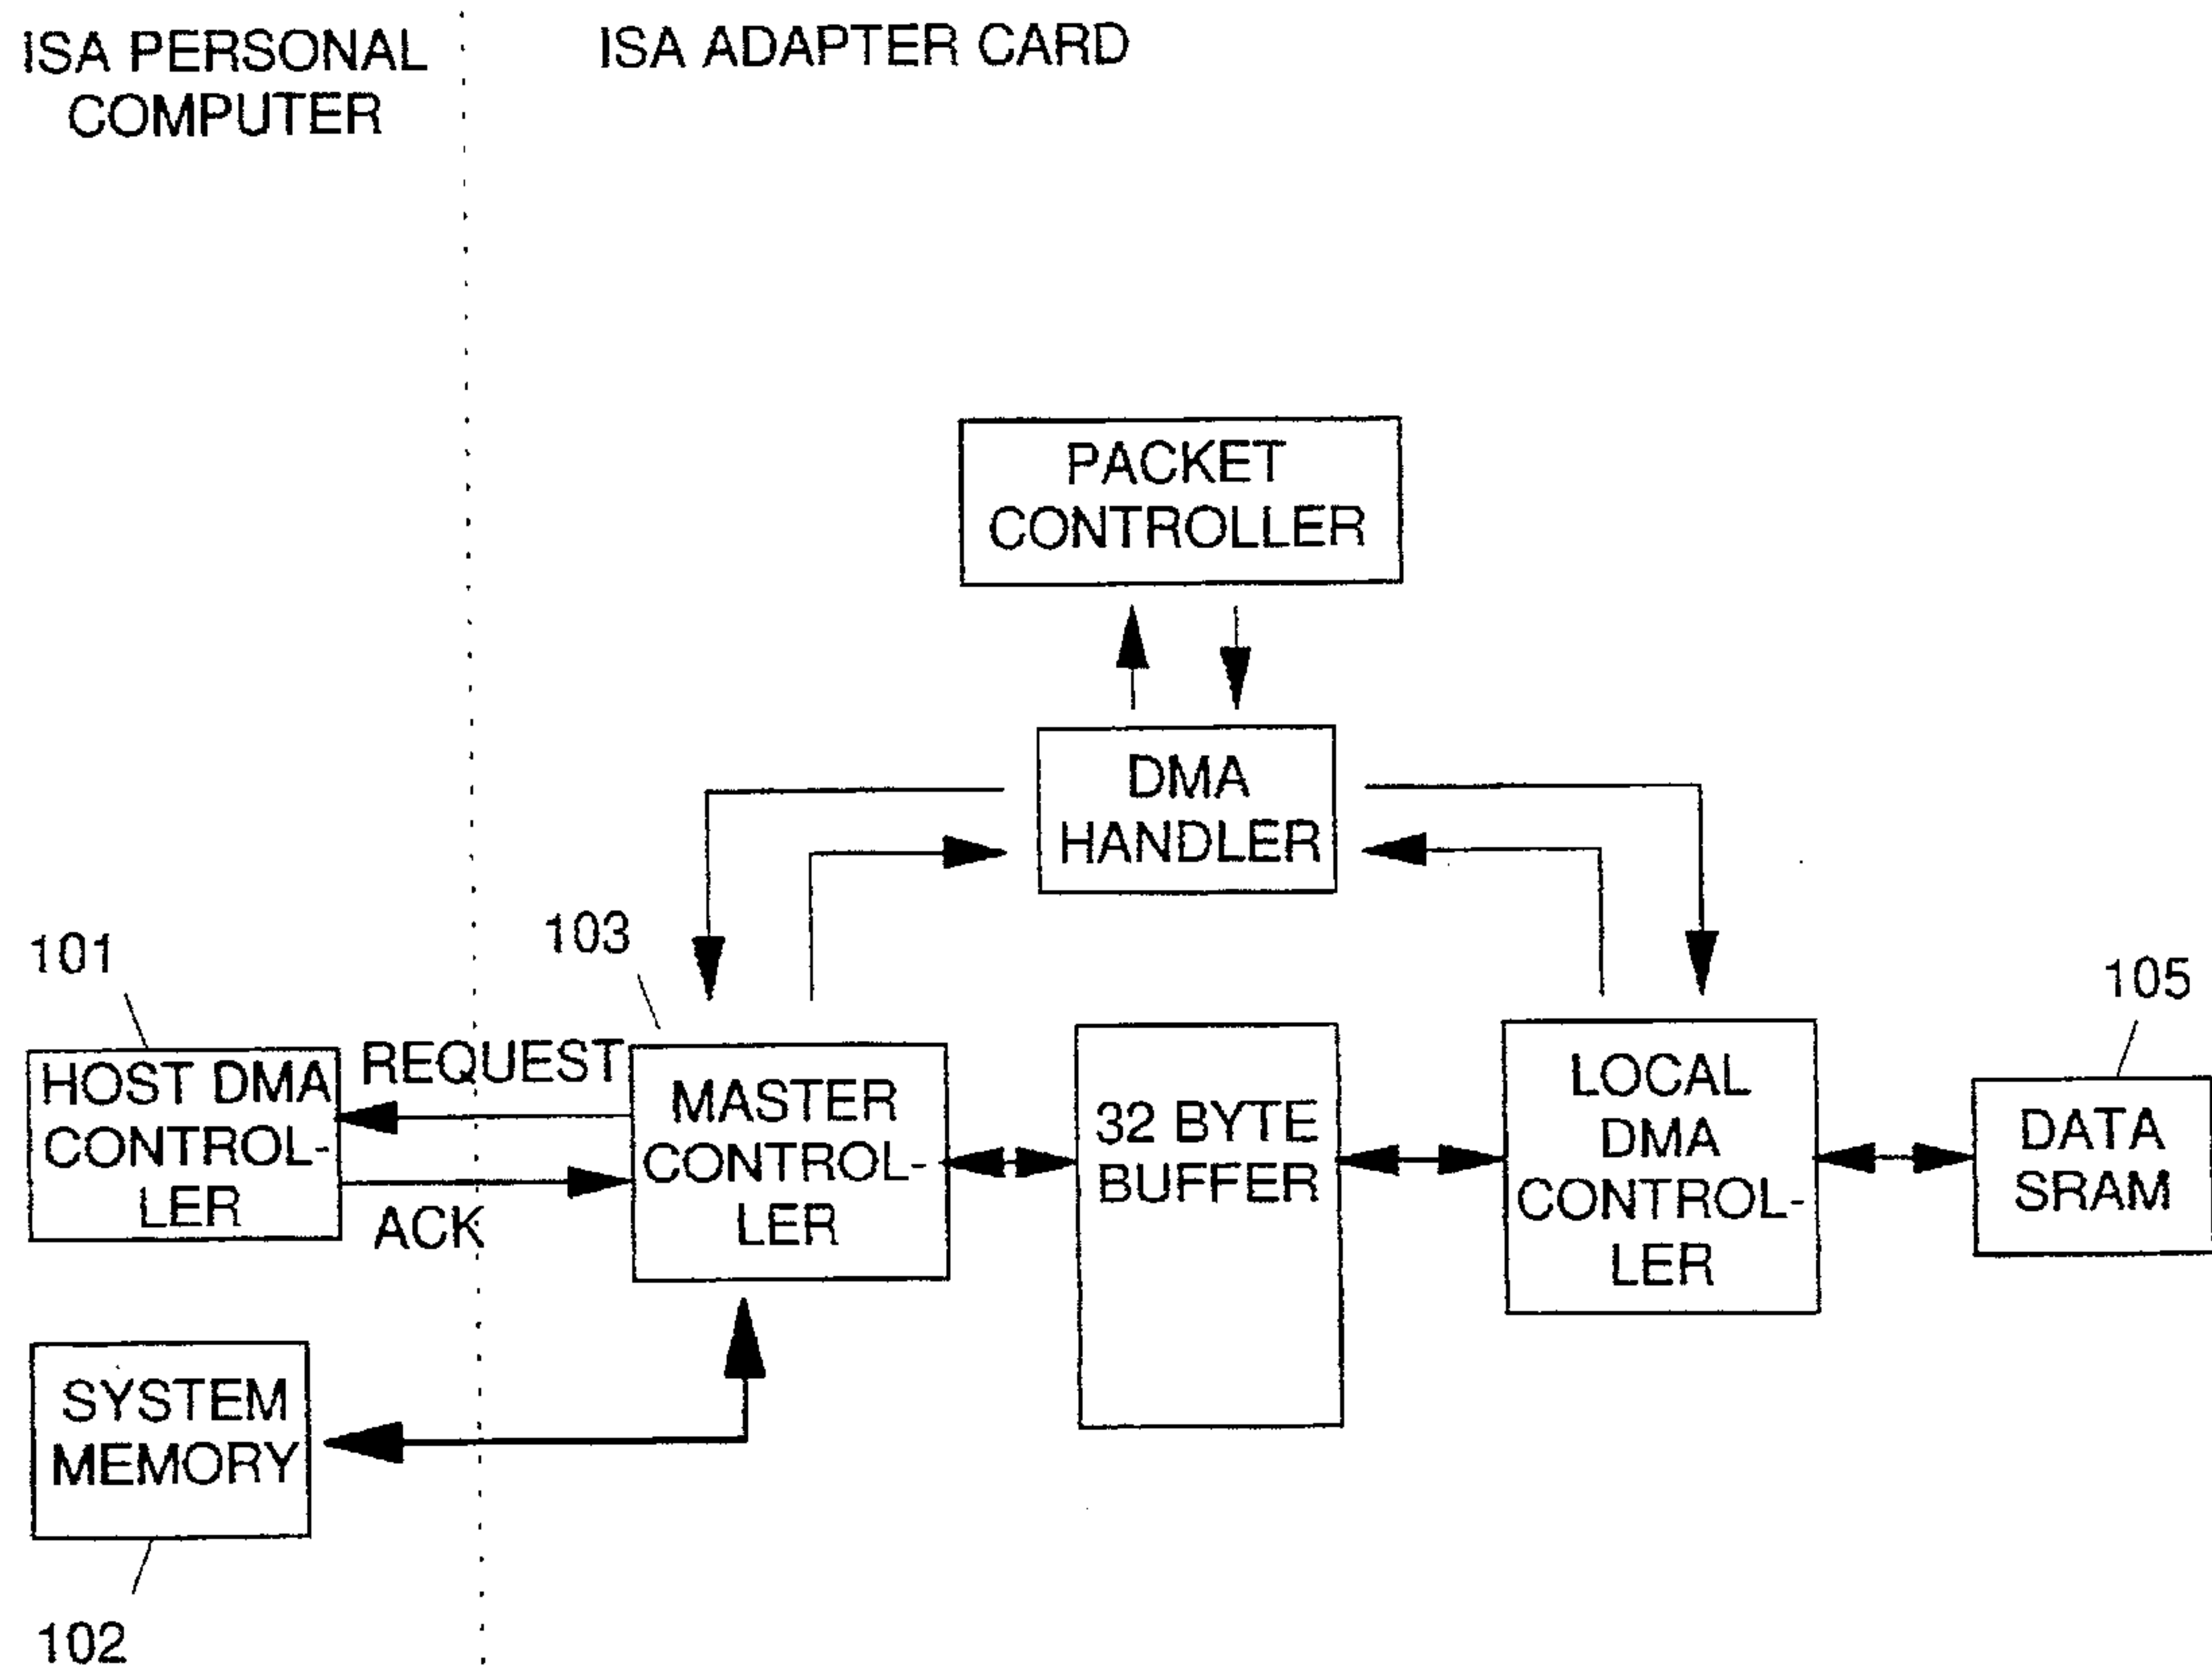 ISA PERSONAL
COMPUTER
ISA ADAPTER CARD
PACKET
CONTROLLER
DMA
HANDLER
101
103
105
HOST DMA
CONTROL-
LER
REQUEST
ACK
MASTER
CONTROL-
LER
32 BYTE
BUFFER
LOCAL
DMA
CONTROL-
LER
DATA
SRAM
SYSTEM
MEMORY
102